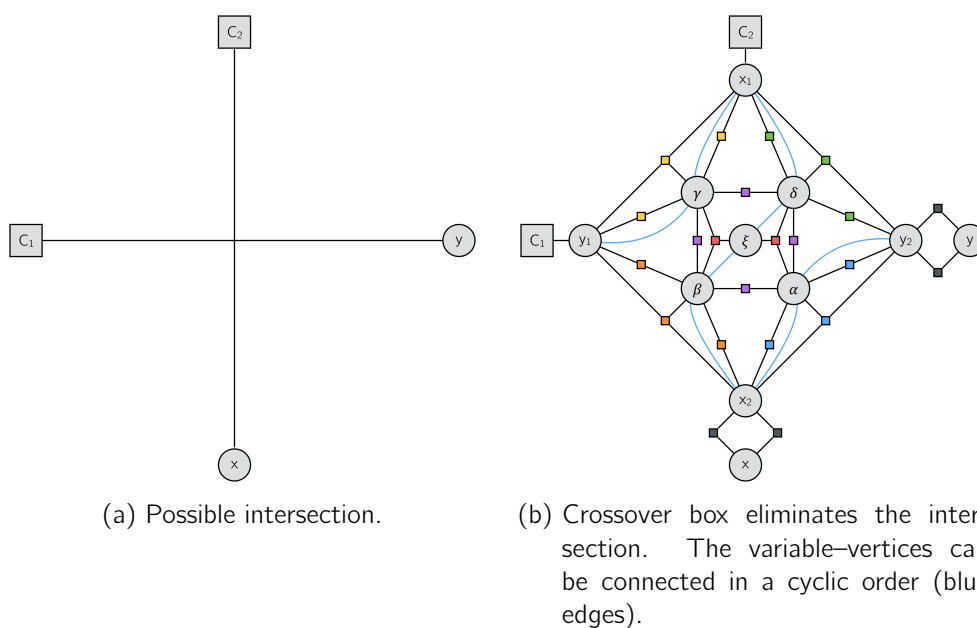 C₂
C₁
y
x
(a) Possible intersection.
C₂
x₁
γ
δ
C₁
y₁
ξ
y₂
y
β
α
x₂
x
(b) Crossover box eliminates the inter
section. The variable–vertices ca
be connected in a cyclic order (blu
edges).